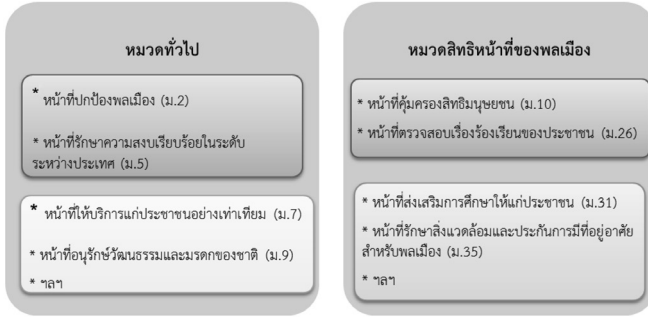 หมวดทั่วไป
* หน้าที่ปกป้องพลเมือง (ม.2)
* หน้าที่รักษาความสงบเรียบร้อยในระดับ
ระหว่างประเทศ (ม.5)
* หน้าที่ให้บริการแก่ประชาชนอย่างเท่าเทียม (ม.7)
* หน้าที่อนุรักษ์วัฒนธรรมและมรดกของชาติ (ม.9)
* ฯลฯ
หมวดสิทธิหน้าที่ของพลเมือง
* หน้าที่คุ้มครองสิทธิมนุษยชน (ม.10)
* หน้าที่ตรวจสอบเรื่องร้องเรียนของประชาชน (ม.26)
* หน้าที่ส่งเสริมการศึกษาให้แก่ประชาชน (ม.31)
* หน้าที่รักษาสิ่งแวดล้อมและประกันการมีที่อยู่อาศัย
สำหรับพลเมือง (ม.35)
* ฯลฯ